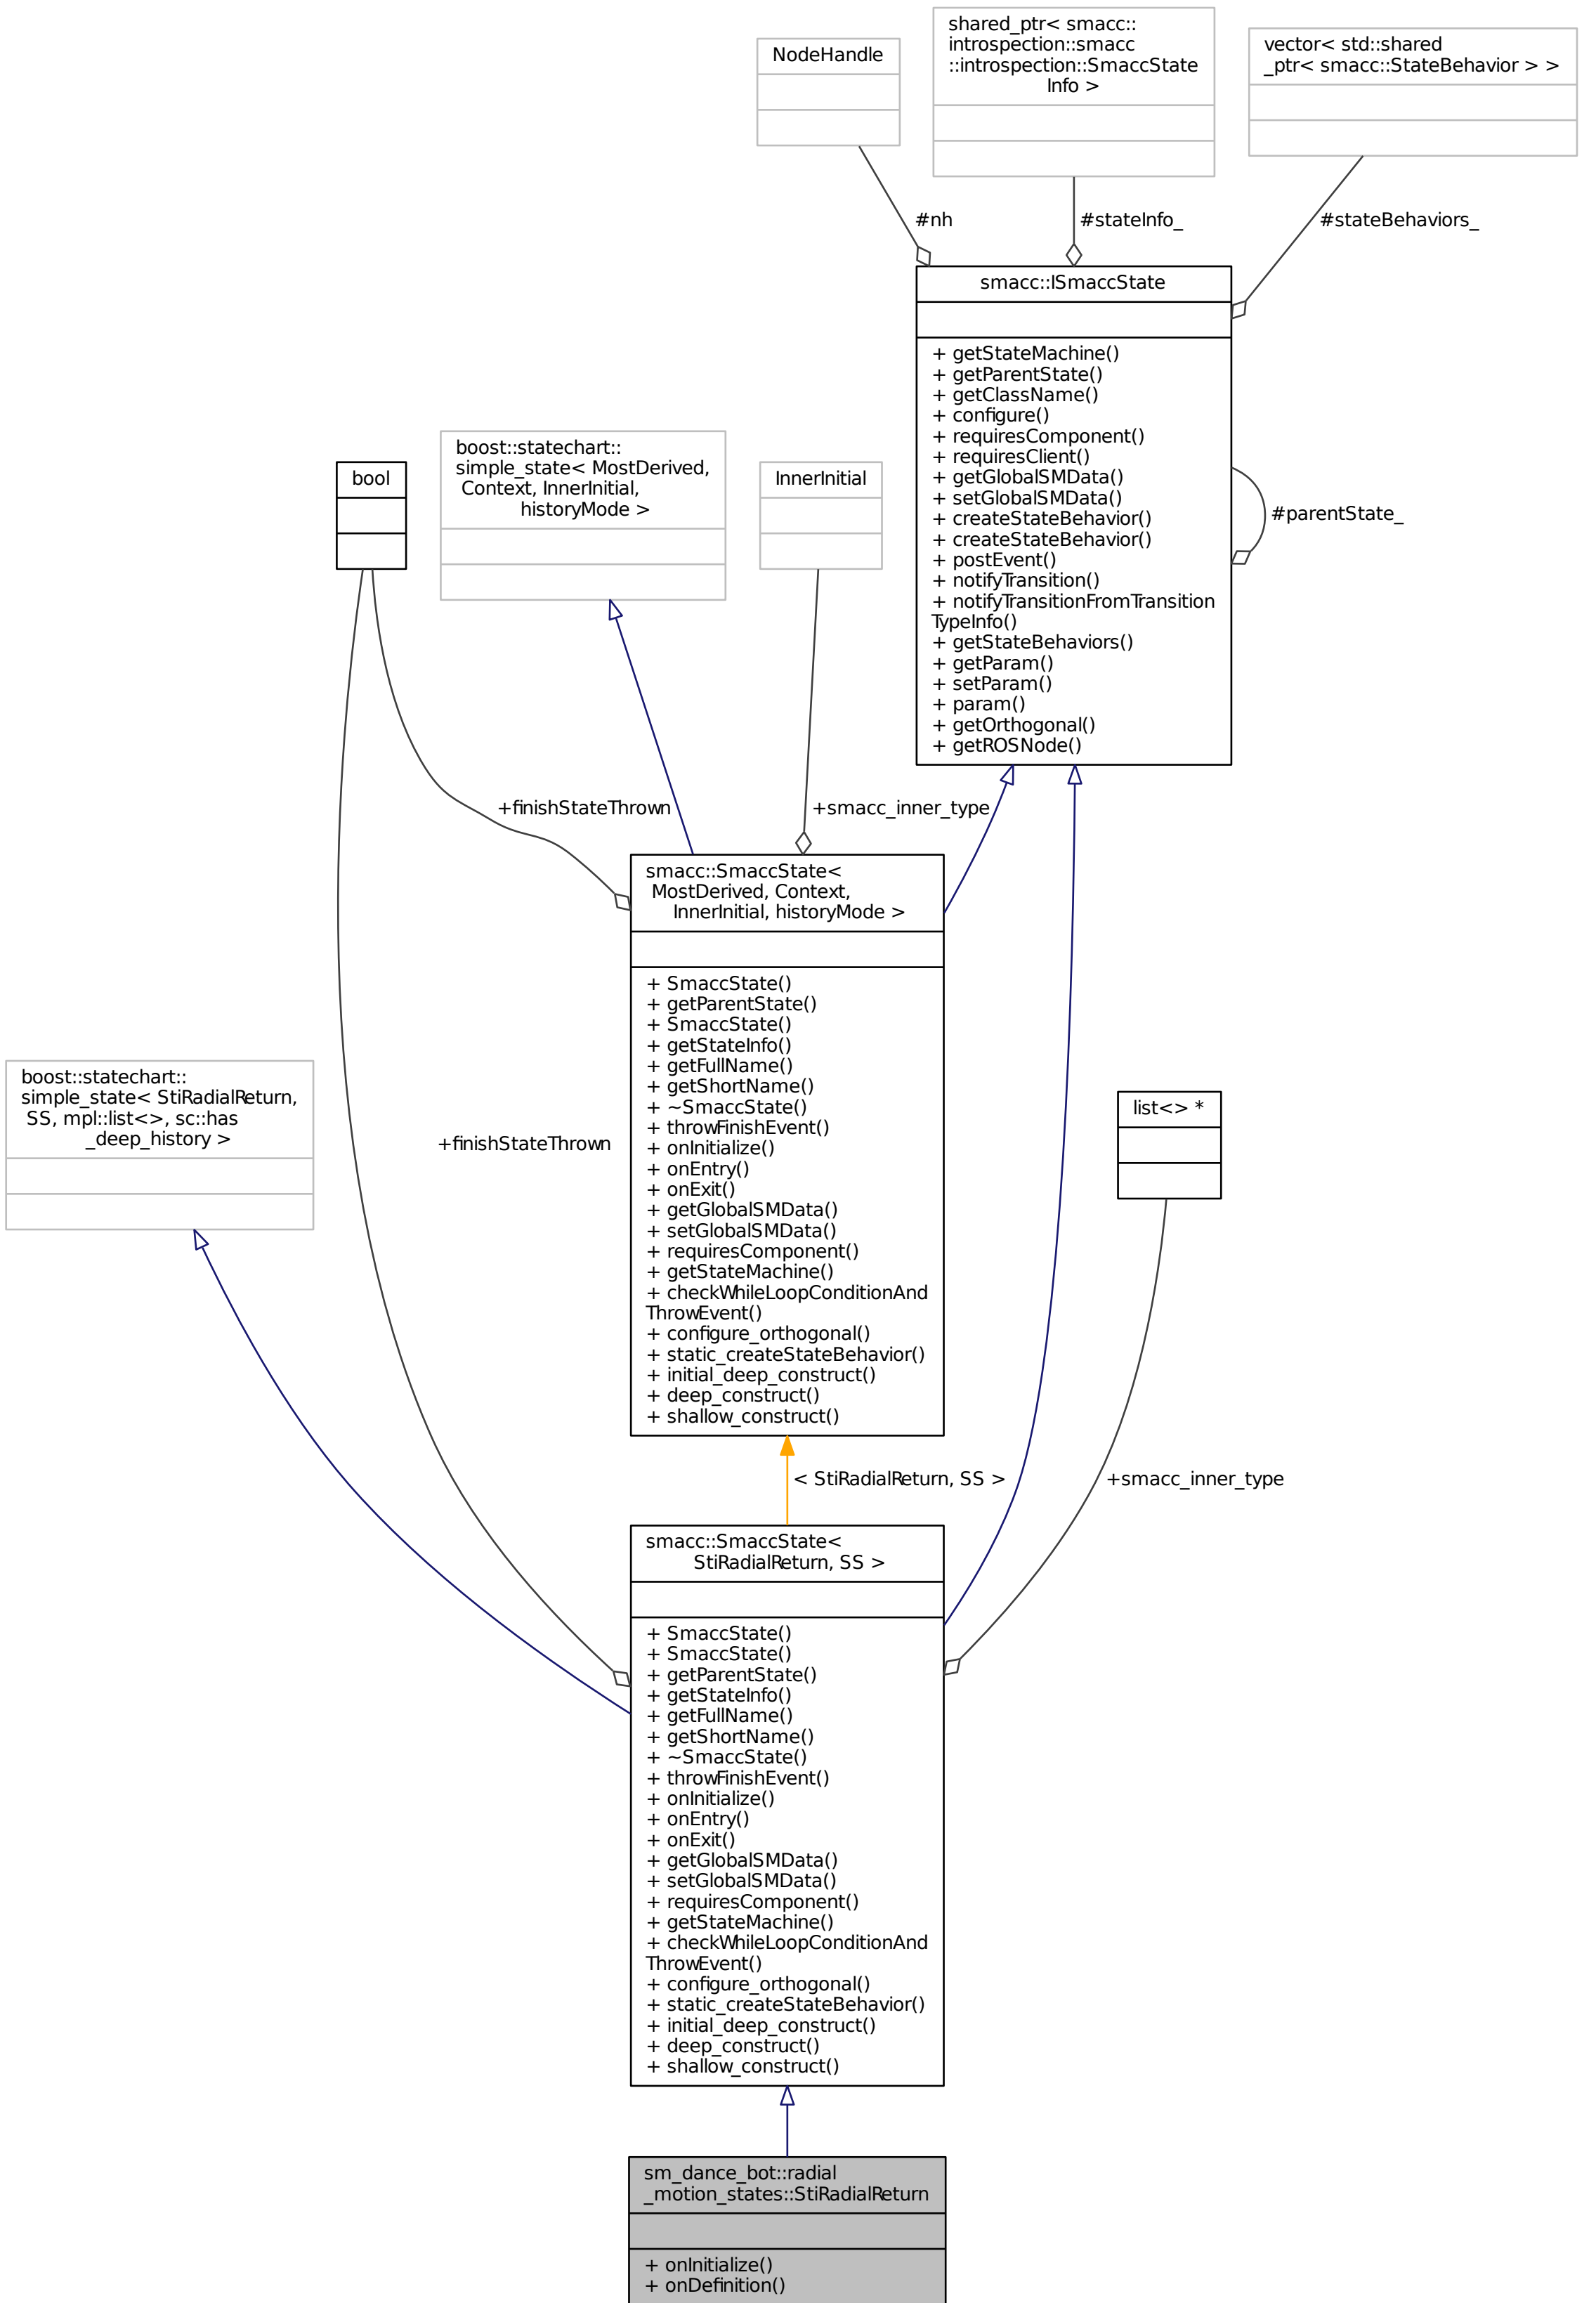 shared_ptr< smacc::
introspection::smacc
::introspection::SmaccState
Info >
NodeHandle
vector< std::shared
_ptr< smacc::StateBehavior > >
#nh
#stateInfo_
#stateBehaviors_
smacc::ISmaccState
+ getStateMachine()
+ getParentState()
+ getClassName()
+ configure()
+ requiresComponent()
+ requiresClient()
+ getGlobalSMData()
+ setGlobalSMData()
+ createStateBehavior()
+ createStateBehavior()
+ postEvent()
+ notifyTransition()
+ notifyTransitionFromTransition
TypeInfo()
+ getStateBehaviors()
+ getParam()
+ setParam()
+ param()
+ getOrthogonal()
+ getROSNode()
#parentState_
bool
boost::statechart::
simple_state< MostDerived,
Context, InnerInitial,
historyMode >
InnerInitial
+finishStateThrown
+smacc_inner_type
smacc::SmaccState<
MostDerived, Context,
InnerInitial, historyMode >
+ SmaccState()
+ getParentState()
+ SmaccState()
+ getStateInfo()
+ getFullName()
+ getShortName()
+ ~SmaccState()
+ throwFinishEvent()
+ onInitialize()
+ onEntry()
+ onExit()
+ getGlobalSMData()
+ setGlobalSMData()
+ requiresComponent()
+ getStateMachine()
+ checkWhileLoopConditionAnd
ThrowEvent()
+ configure_orthogonal()
+ static_createStateBehavior()
+ initial_deep_construct()
+ deep_construct()
+ shallow_construct()
boost::statechart::
simple_state< StiRadialReturn,
SS, mpl::list<>, sc::has
_deep_history >
+finishStateThrown
list<> *
< StiRadialReturn, SS >
+smacc_inner_type
smacc::SmaccState<
StiRadialReturn, SS >
+ SmaccState()
+ SmaccState()
+ getParentState()
+ getStateInfo()
+ getFullName()
+ getShortName()
+ ~SmaccState()
+ throwFinishEvent()
+ onInitialize()
+ onEntry()
+ onExit()
+ getGlobalSMData()
+ setGlobalSMData()
+ requiresComponent()
+ getStateMachine()
+ checkWhileLoopConditionAnd
ThrowEvent()
+ configure_orthogonal()
+ static_createStateBehavior()
+ initial_deep_construct()
+ deep_construct()
+ shallow_construct()
sm_dance_bot::radial
_motion_states::StiRadialReturn
+ onInitialize()
+ onDefinition()